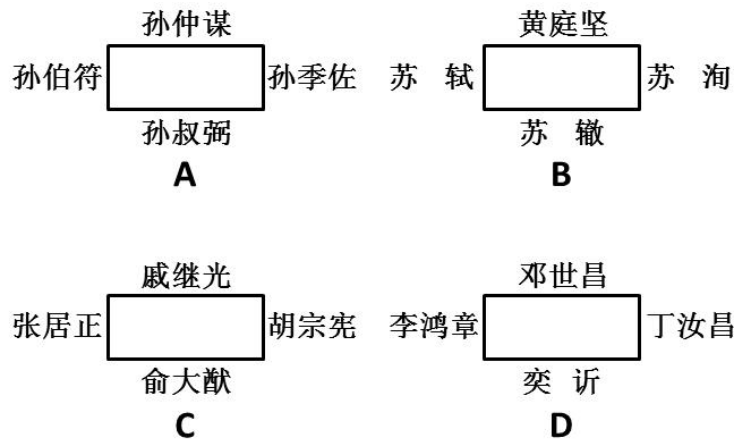 孙仲谋
孙伯符 孙季佐
孙叔弼
A
黄庭坚
苏 轼 苏 洵
苏 辙
B
戚继光
张居正 胡宗宪
俞大猷
C
邓世昌
李鸿章 丁汝昌
奕 䜣
D